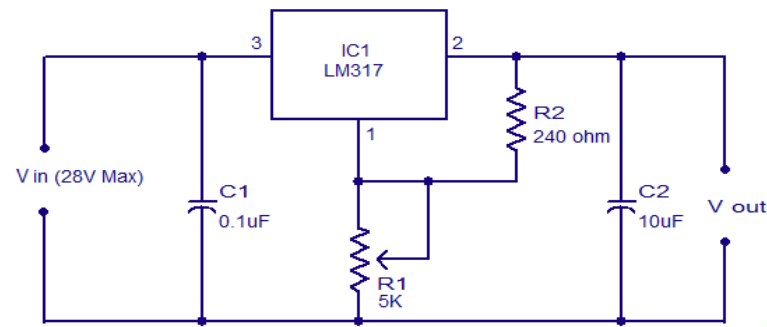 IC1
LM317
3
2
1
R2
240 ohm
V in (28V Max)
C1
0.1uF
C2
10uF
V out
R1
5K